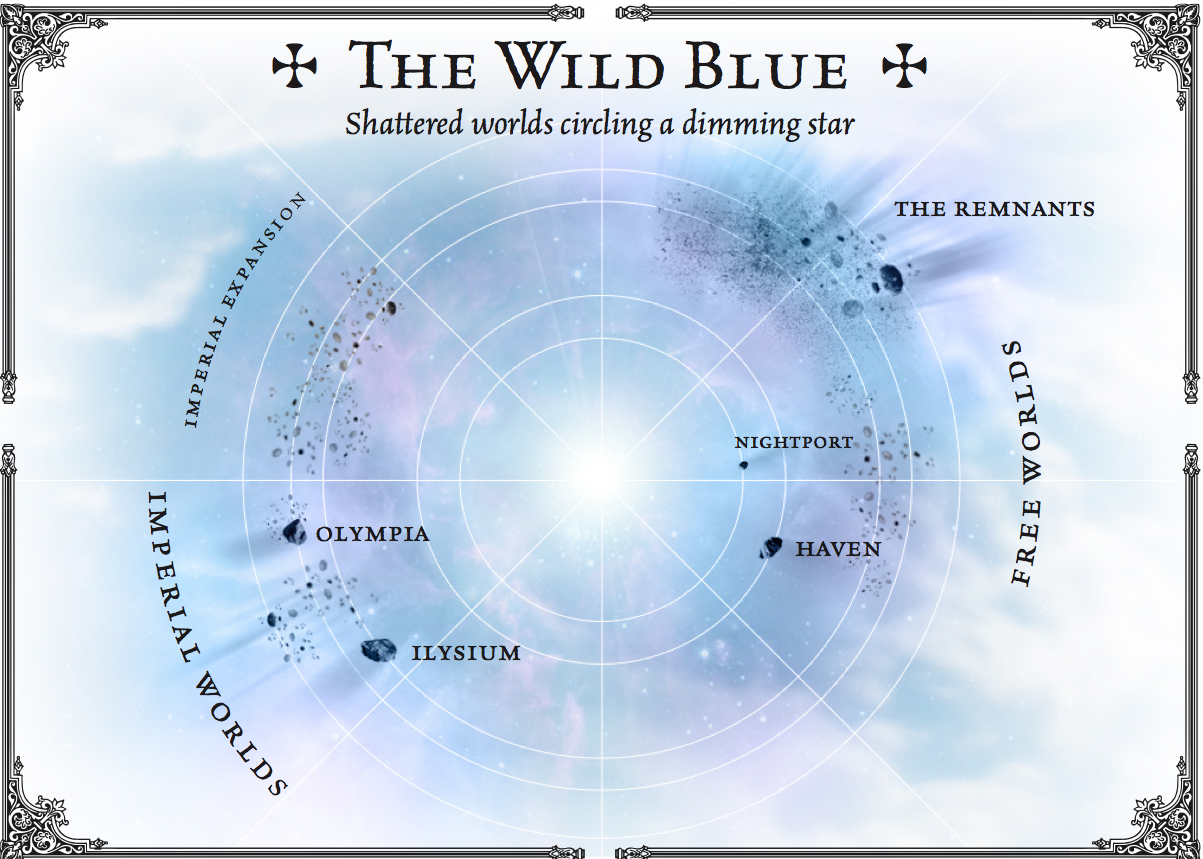 THE WILD BLUE
Shattered worlds circling a dimming star
IMPERIAL EXPANSION
THE REMNANTS
FREE WORLDS
NIGHTPORT
IMPERIAL WORLDS
OLYMPIA
HAVEN
ILYSIUM